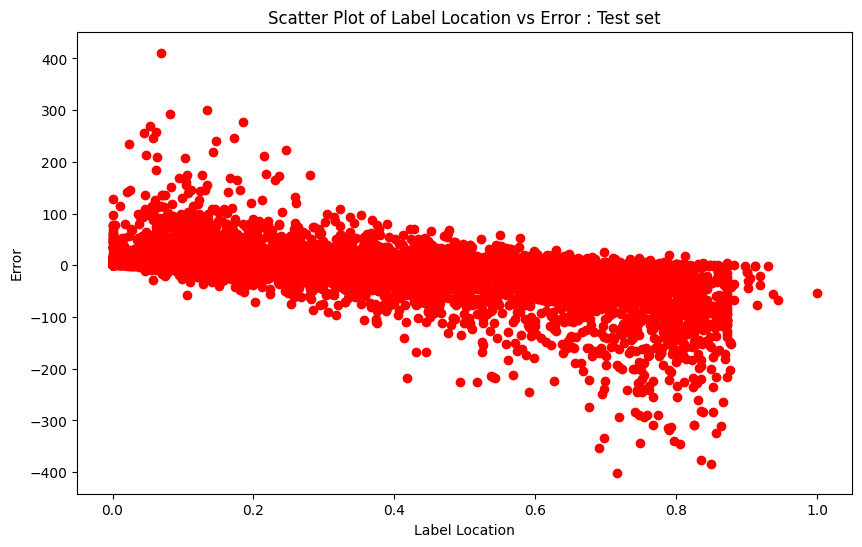 Scatter Plot of Label Location vs Error : Test set
Error
400
300
200
100
0
−100
−200
−300
−400
0.0 0.2 0.4 0.6 0.8 1.0
Label Location